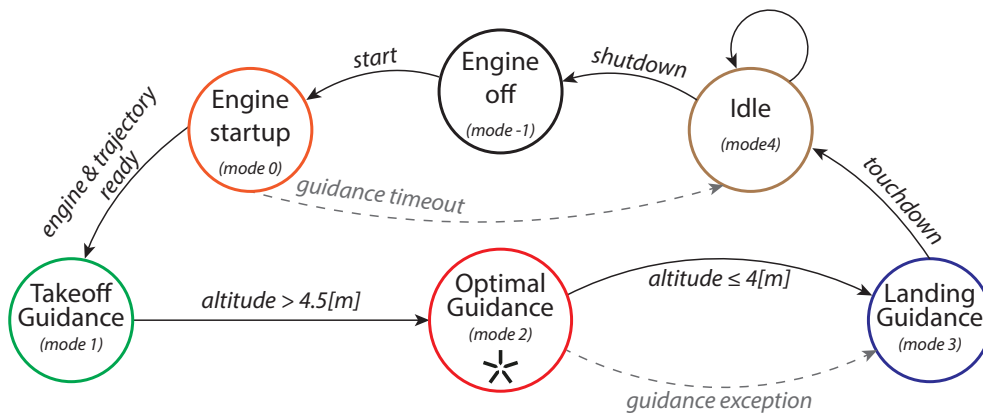 Engine
off
(mode -1)
start
shutdown
Engine
startup
(mode 0)
Idle
(mode4)
engine & trajectory
ready
guidance timeout
touchdown
Takeoff
Guidance
(mode 1)
altitude > 4.5[m]
Optimal
Guidance
(mode 2)
altitude ≤ 4[m]
Landing
Guidance
(mode 3)
guidance exception